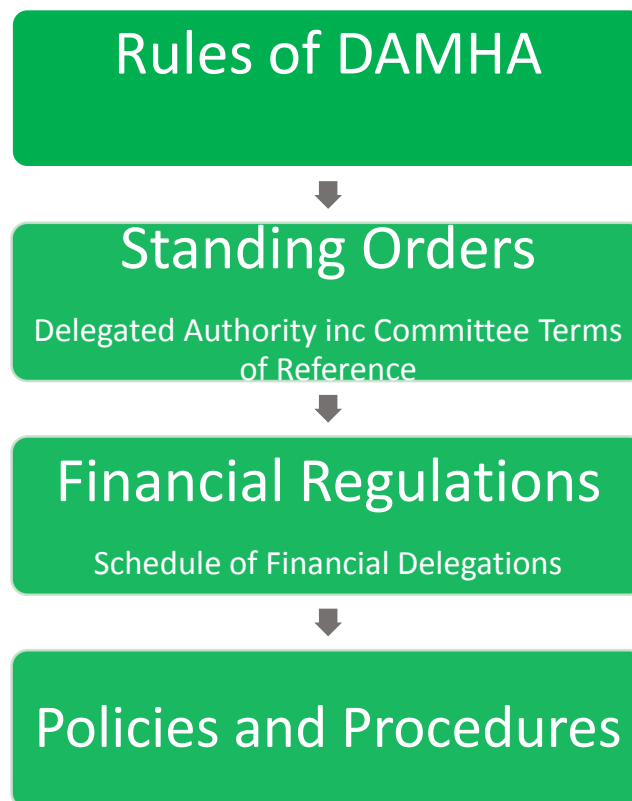 Rules of DAMHA
Standing Orders
Delegated Authority inc Committee Terms
of Reference
Financial Regulations
Schedule of Financial Delegations
Policies and Procedures